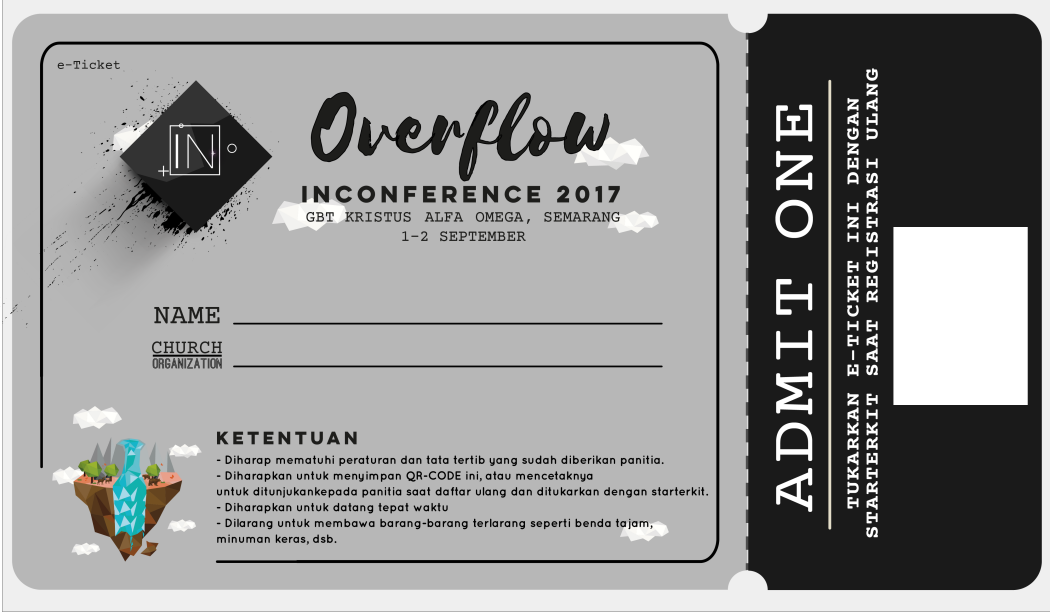 e-Ticket
IN
Overflow
INCONFERENCE 2017
GBT KRISTUS ALFA OMEGA, SEMARANG
1-2 SEPTEMBER
NAME
CHURCH
ORGANIZATION
KETENTUAN
- Diharap mematuhi peraturan dan tata tertib yang sudah diberikan panitia.
- Diharapkan untuk menyimpan QR-CODE ini, atau mencetaknya
untuk ditunjukankepada panitia saat daftar ulang dan ditukarkan dengan starterkit.
- Diharapkan untuk datang tepat waktu
- Dilarang untuk membawa barang-barang terlarang seperti benda tajam,
minuman keras, dsb.
ADMIT ONE
TUKARKAN E-TICKET INI DENGAN
STARTERKIT SAAT REGISTRASI ULANG